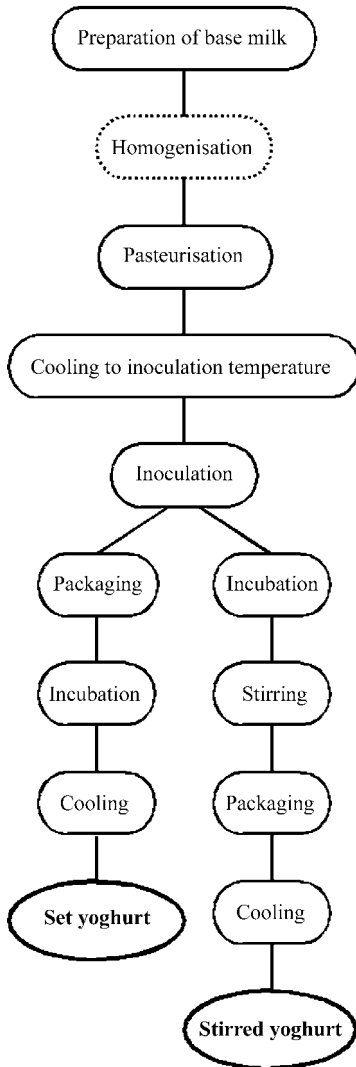 Preparation of base milk
Homogenisation
Pasteurisation
Cooling to inoculation temperature
Inoculation
Packaging
Incubation
Incubation
Stirring
Cooling
Packaging
Set yoghurt
Cooling
Stirred yoghurt